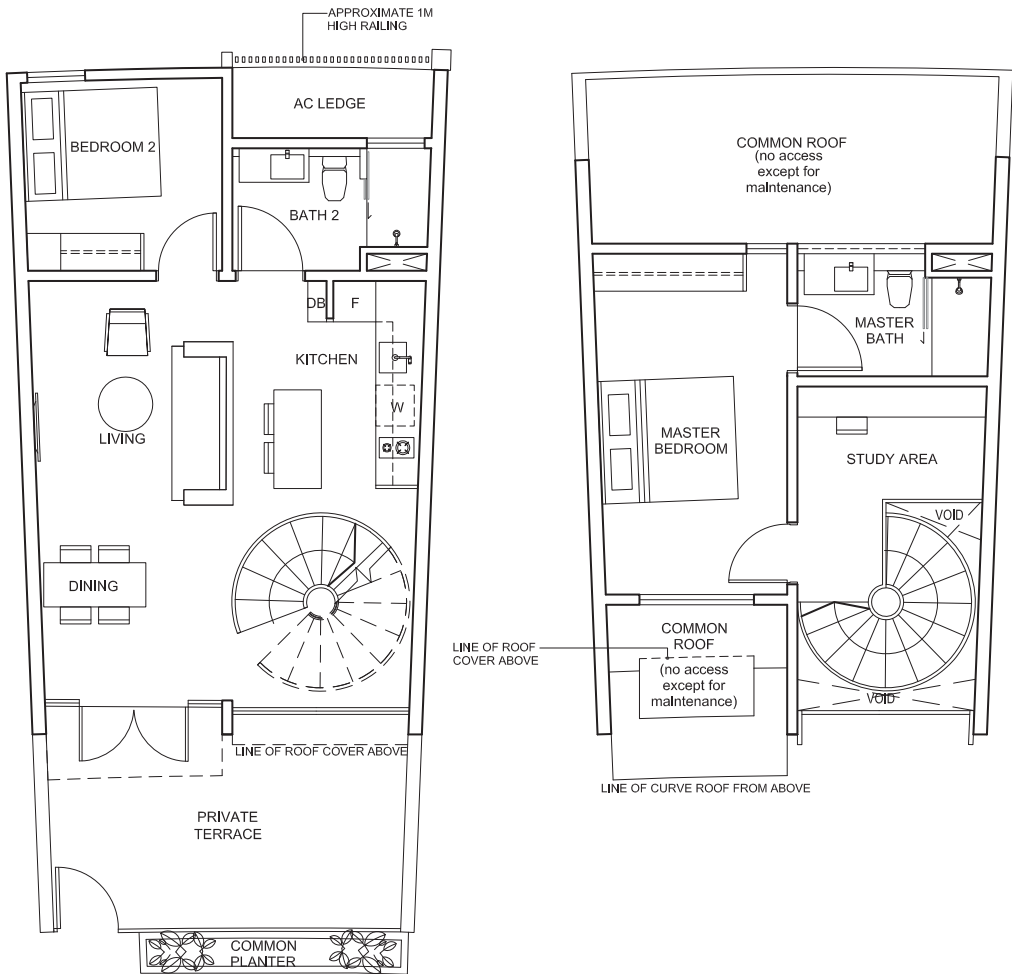 APPROXIMATE 1M
HIGH RAILING
AC LEDGE
BEDROOM 2
BATH 2
DB
F
KITCHEN
W
LIVING
DINING
LINE OF ROOF COVER ABOVE
PRIVATE
TERRACE
COMMON
PLANTER
COMMON ROOF
(no access
except for
maintenance)
MASTER
BATH
MASTER
BEDROOM
STUDY AREA
VOID
LINE OF ROOF
COVER ABOVE
COMMON
ROOF
(no access
except for
maintenance)
VOID
LINE OF CURVE ROOF FROM ABOVE